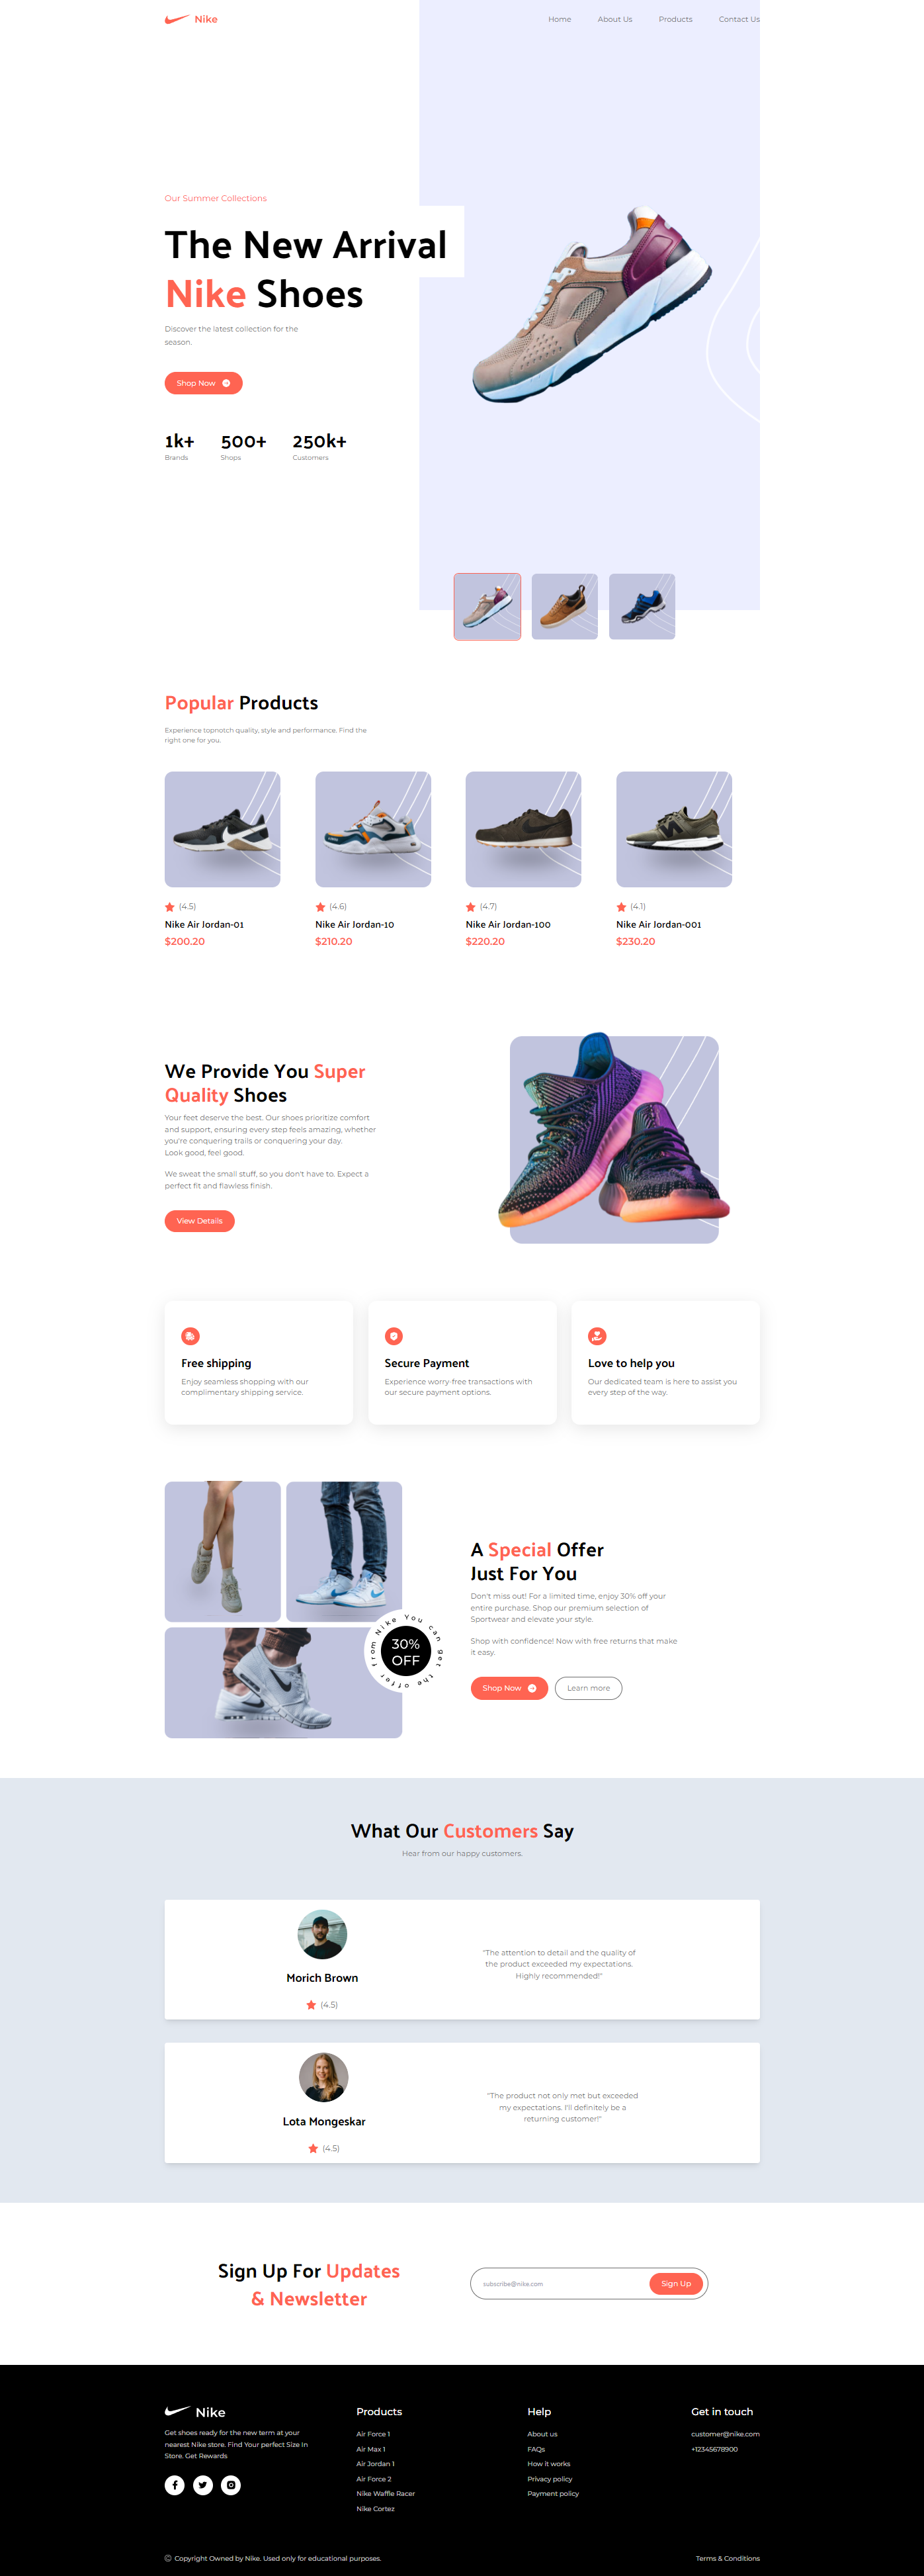 Nike
Home
About Us
Products
Contact Us
Our Summer Collections
The New Arrival
Nike Shoes
Discover the latest collection for the
season.
Shop Now
1k+
Brands
500+
Shops
250k+
Customers
Popular Products
Experience topnotch quality, style and performance. Find the
right one for you.
(4.5)
Nike Air Jordan-01
$200.20
(4.6)
Nike Air Jordan-10
$210.20
(4.7)
Nike Air Jordan-100
$220.20
(4.1)
Nike Air Jordan-001
$230.20
We Provide You Super
Quality Shoes
Your feet deserve the best. Our shoes prioritize comfort
and support, ensuring every step feels amazing, whether
you're conquering trails or conquering your day.
Look good, feel good.
We sweat the small stuff, so you don't have to. Expect a
perfect fit and flawless finish.
View Details
Free shipping
Enjoy seamless shopping with our
complimentary shipping service.
Secure Payment
Experience worry-free transactions with
our secure payment options.
Love to help you
Our dedicated team is here to assist you
every step of the way.
You can get the offer from Nike
30%
OFF
A Special Offer
Just For You
Don't miss out! For a limited time, enjoy 30% off your
entire purchase. Shop our premium selection of
Sportwear and elevate your style.
Shop with confidence! Now with free returns that make
it easy.
Shop Now
Learn more
What Our Customers Say
Hear from our happy customers.
Morich Brown
(4.5)
"The attention to detail and the quality of
the product exceeded my expectations.
Highly recommended!"
Lota Mongeskar
(4.5)
"The product not only met but exceeded
my expectations. I'll definitely be a
returning customer!"
Sign Up For Updates
& Newsletter
subscribe@nike.com
Sign Up
Nike
Get shoes ready for the new term at your
nearest Nike store. Find Your perfect Size In
Store. Get Rewards
Products
Air Force 1
Air Max 1
Air Jordan 1
Air Force 2
Nike Waffle Racer
Nike Cortez
Help
About us
FAQs
How it works
Privacy policy
Payment policy
Get in touch
customer@nike.com
+12345678900
© Copyright Owned by Nike. Used only for educational purposes.
Terms & Conditions